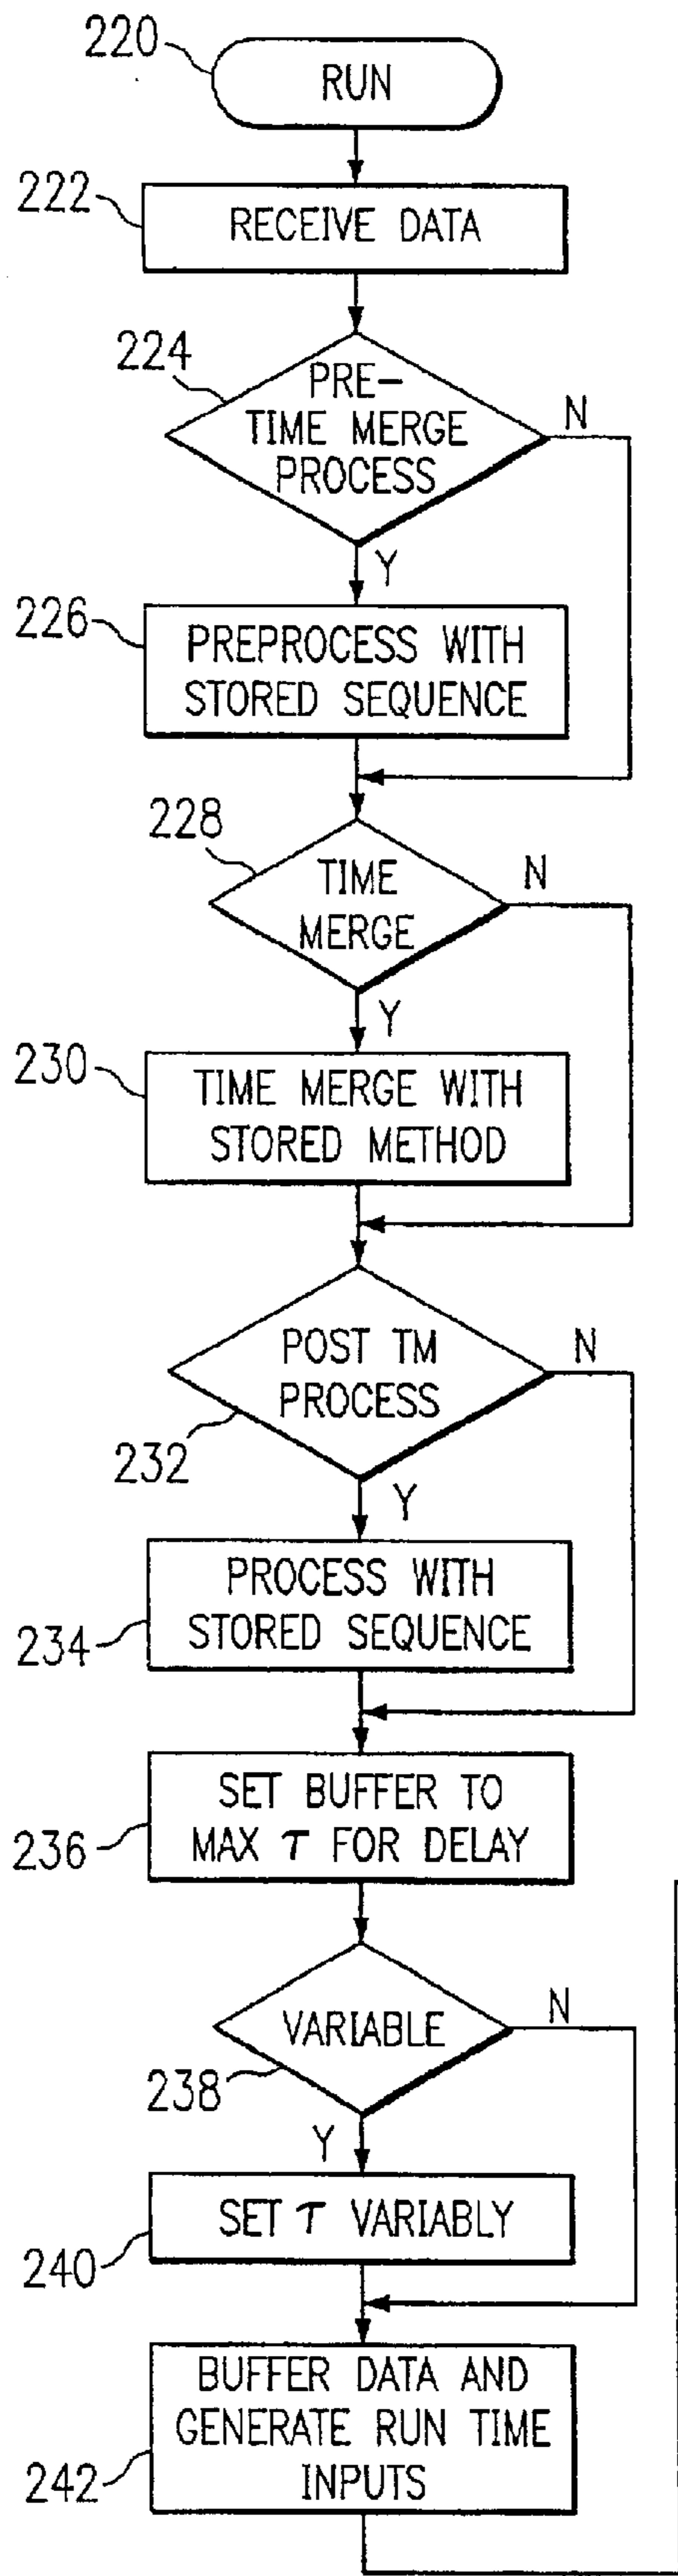 220
RUN
222
RECEIVE DATA
224
PRE-
TIME MERGE
PROCESS
N
Y
226
PREPROCESS WITH
STORED SEQUENCE
228
TIME
MERGE
N
Y
230
TIME MERGE WITH
STORED METHOD
POST TM
PROCESS
N
232
Y
PROCESS WITH
STORED SEQUENCE
234
SET BUFFER TO
MAX τ FOR DELAY
236
VARIABLE
N
238
Y
SET τ VARIABLY
240
BUFFER DATA AND
GENERATE RUN TIME
INPUTS
242